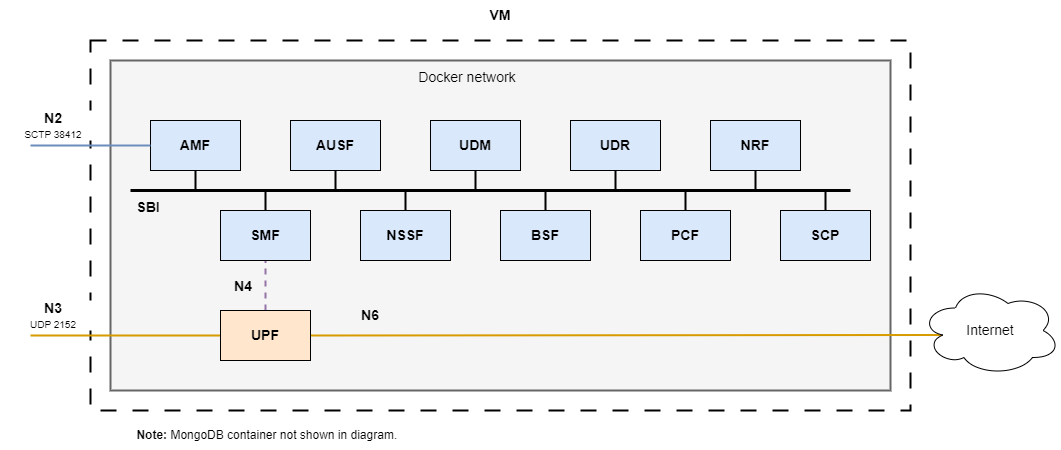 VM
Docker network
N2
SCTP 38412
AMF
AUSF
UDM
UDR
NRF
SBI
SMF
NSSF
BSF
PCF
SCP
N4
N3
UDP 2152
UPF
N6
Internet
Note: MongoDB container not shown in diagram.